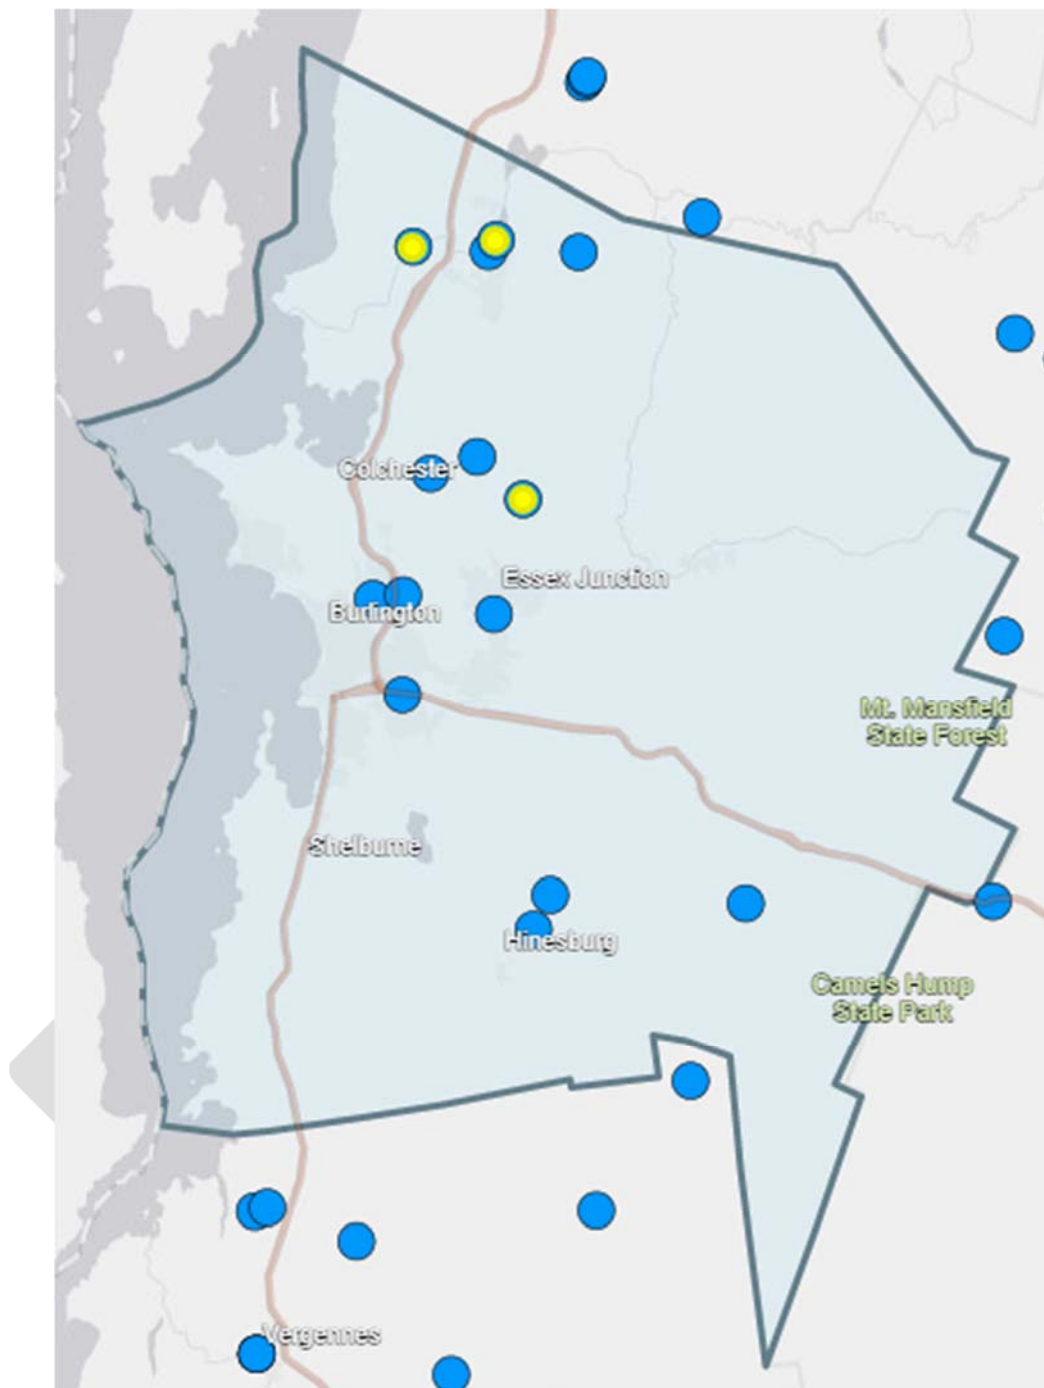 Colchester
Essex Junction
Burlington
Mt. Mansfield
State Forest
Shelburne
Hinesburg
Camels Hump
State Park
Vergennes